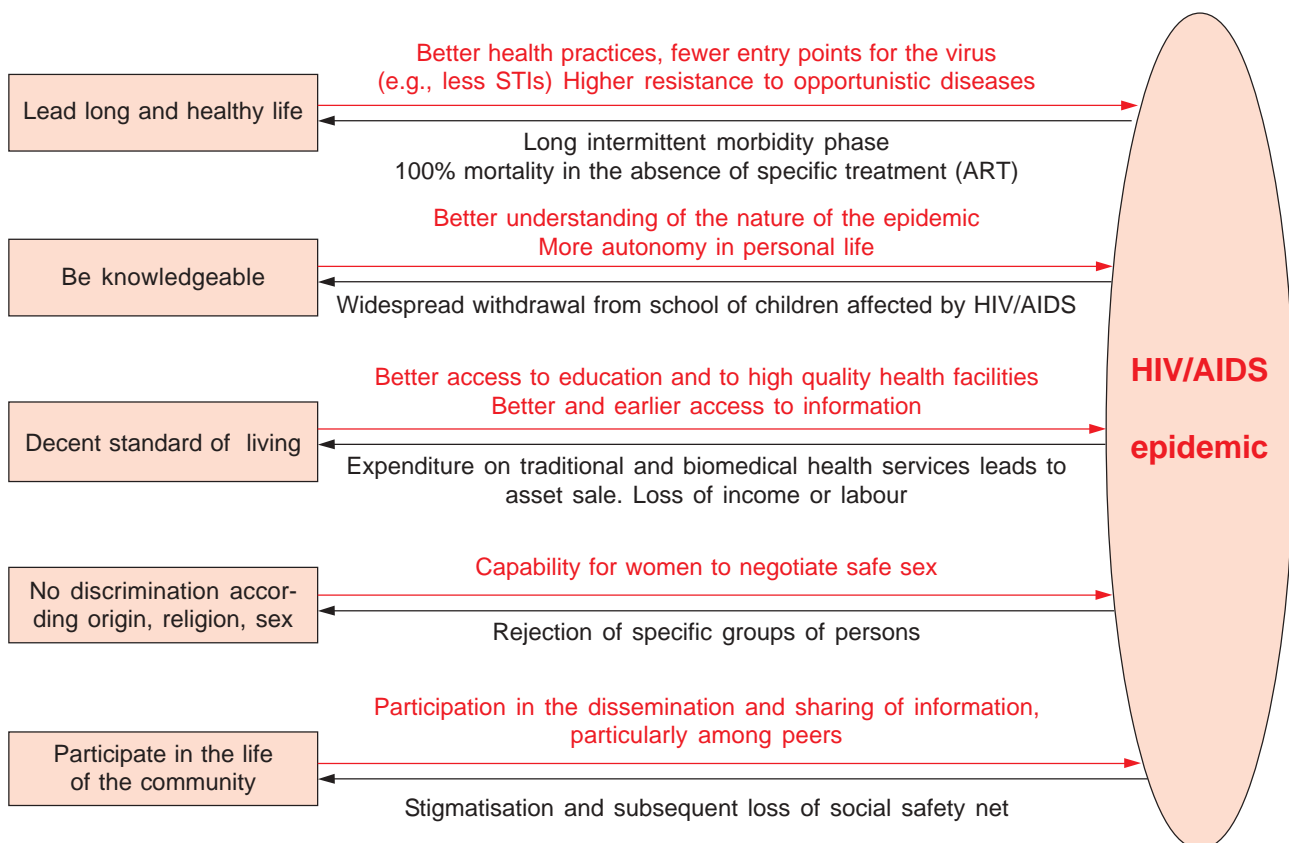 Better health practices, fewer entry points for the virus
(e.g., less STIs) Higher resistance to opportunistic diseases
Lead long and healthy life
Long intermittent morbidity phase
100% mortality in the absence of specific treatment (ART)
Better understanding of the nature of the epidemic
More autonomy in personal life
Be knowledgeable
Widespread withdrawal from school of children affected by HIV/AIDS
Better access to education and to high quality health facilities
Better and earlier access to information
Decent standard of living
Expenditure on traditional and biomedical health services leads to
asset sale. Loss of income or labour
HIV/AIDS
epidemic
Capability for women to negotiate safe sex
No discrimination accor-
ding origin, religion, sex
Rejection of specific groups of persons
Participation in the dissemination and sharing of information,
particularly among peers
Participate in the life
of the community
Stigmatisation and subsequent loss of social safety net